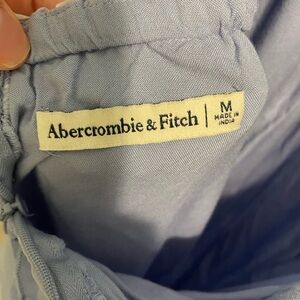 Abercrombie & Fitch | M
MADE IN
INDIA